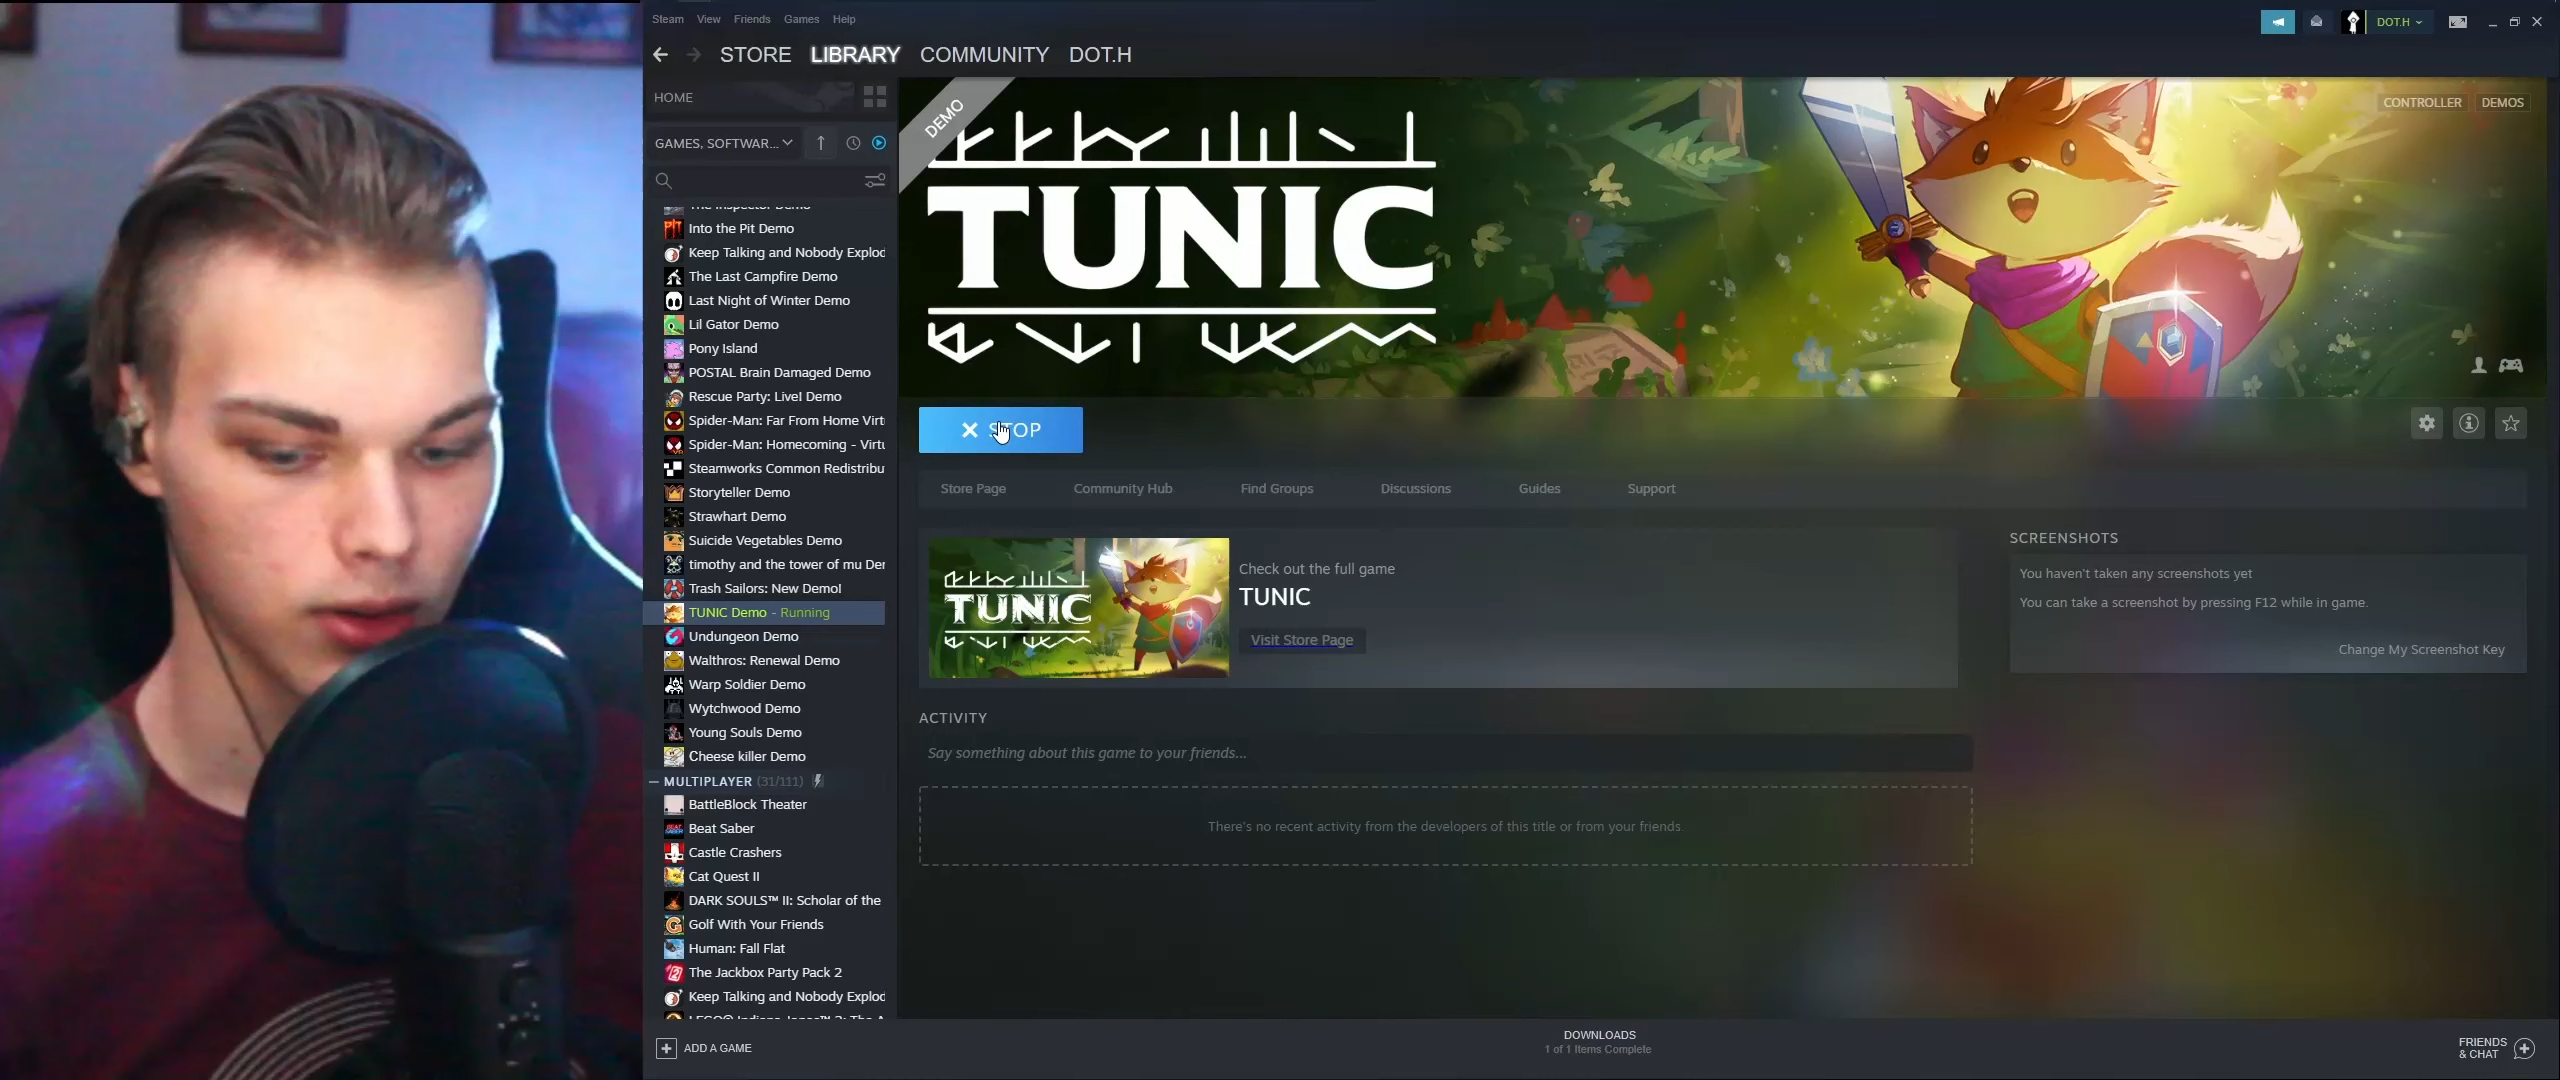 Steam View Friends Games Help
DOT.H
STORE LIBRARY COMMUNITY DOT.H
HOME
GAMES, SOFTWAR...
The Inspector Demo
Into the Pit Demo
Keep Talking and Nobody Explod
The Last Campfire Demo
Last Night of Winter Demo
Lil Gator Demo
Pony Island
POSTAL Brain Damaged Demo
Rescue Party: Live! Demo
Spider-Man: Far From Home Virt
Spider-Man: Homecoming - Virtu
Steamworks Common Redistribu
Storyteller Demo
Strawhart Demo
Suicide Vegetables Demo
timothy and the tower of mu Der
Trash Sailors: New Demo!
TUNIC Demo - Running
Undungeon Demo
Walthros: Renewal Demo
Warp Soldier Demo
Wytchwood Demo
Young Souls Demo
Cheese killer Demo
MULTIPLAYER (31/111)
BattleBlock Theater
Beat Saber
Castle Crashers
Cat Quest II
DARK SOULS™ II: Scholar of the
Golf With Your Friends
Human: Fall Flat
The Jackbox Party Pack 2
Keep Talking and Nobody Explod
ADD A GAME
DEMO
TUNIC
CONTROLLER DEMOS
STOP
Store Page Community Hub Find Groups Discussions Guides Support
TUNIC
Check out the full game
TUNIC
Visit Store Page
SCREENSHOTS
You haven't taken any screenshots yet
You can take a screenshot by pressing F12 while in game.
Change My Screenshot Key
ACTIVITY
Say something about this game to your friends...
There's no recent activity from the developers of this title or from your friends.
DOWNLOADS
1 of 1 Items Complete
FRIENDS
& CHAT